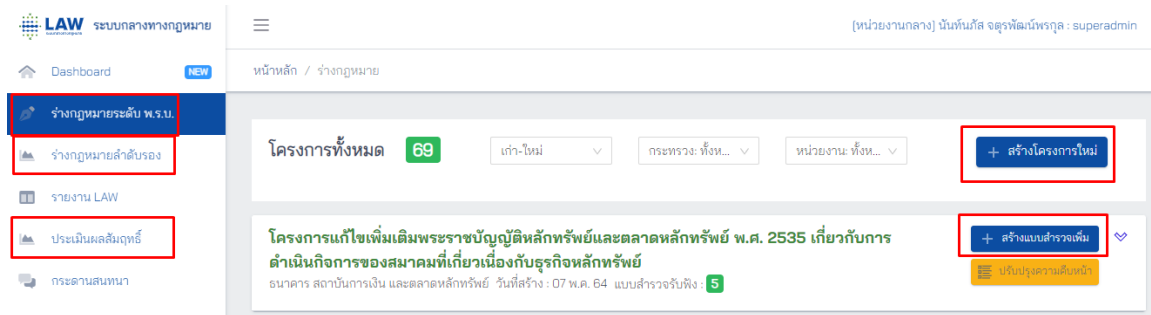 LAW ระบบกลางทางกฎหมาย
[หน่วยงานกลาง] นันท์นภัส จตุรพัฒน์พรกุล : superadmin
Dashboard NEW
หน้าหลัก / ร่างกฎหมาย
ร่างกฎหมายระดับ พ.ร.บ.
ร่างกฎหมายลำดับรอง
รายงาน LAW
ประเมินผลสัมฤทธิ์
กระดานสนทนา
โครงการทั้งหมด 69 เก่า-ใหม่ กระทรวง: ทั้งห... หน่วยงาน: ทั้งห... + สร้างโครงการใหม่
โครงการแก้ไขเพิ่มเติมพระราชบัญญัติหลักทรัพย์และตลาดหลักทรัพย์ พ.ศ. 2535 เกี่ยวกับการ
ดำเนินกิจการของสมาคมที่เกี่ยวเนื่องกับธุรกิจหลักทรัพย์
ธนาคาร สถาบันการเงิน และตลาดหลักทรัพย์ วันที่สร้าง : 07 พ.ค. 64 แบบสำรวจรับฟัง : 5
+ สร้างแบบสำรวจเพิ่ม
ปรับปรุงความคืบหน้า